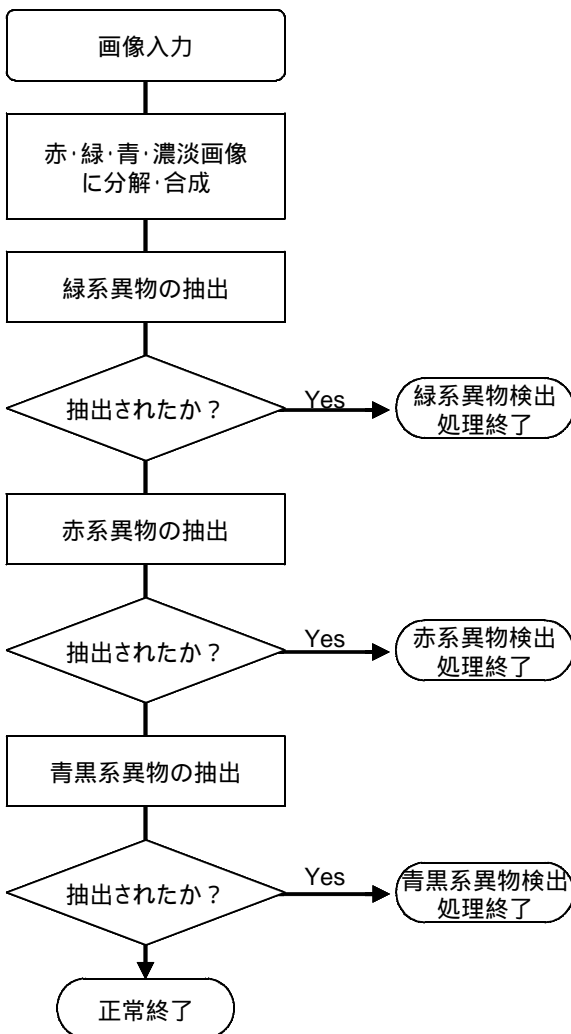 画像入力
赤・緑・青・濃淡画像
に分解・合成
緑系異物の抽出
抽出されたか？
Yes
緑系異物検出
処理終了
赤系異物の抽出
抽出されたか？
Yes
赤系異物検出
処理終了
青黒系異物の抽出
抽出されたか？
Yes
青黒系異物検出
処理終了
正常終了